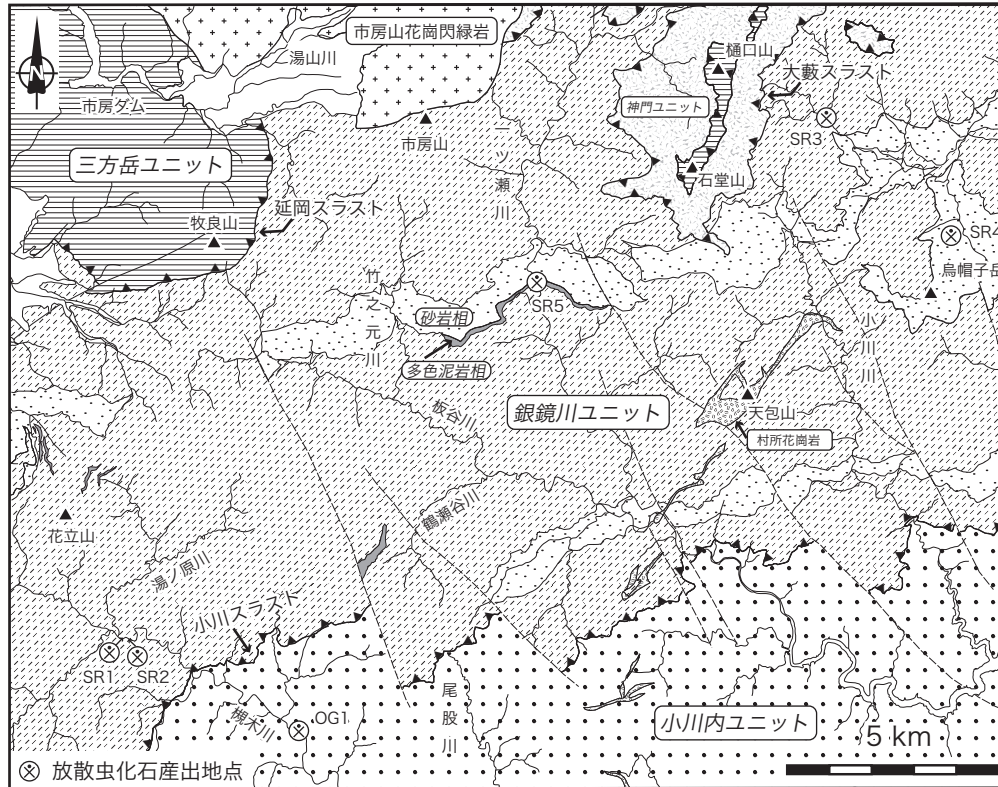 市房山花崗閃緑岩
湯山川
樋口山
大藪スラスト
N
市房ダム
神門ユニット
市房山
一ツ瀬川
SR3
三方岳ユニット
石堂山
延岡スラスト
牧良山
SR4
烏帽子岳
竹之元川
SR5
砂岩相
小川川
多色泥岩相
板谷川
銀鏡川ユニット
天包山
村所花崗岩
鶴瀬谷川
花立山
湯ノ原川
小川スラスト
SR1
SR2
尾股川
槻木川
OG1
小川内ユニット
5 km
放散虫化石産出地点